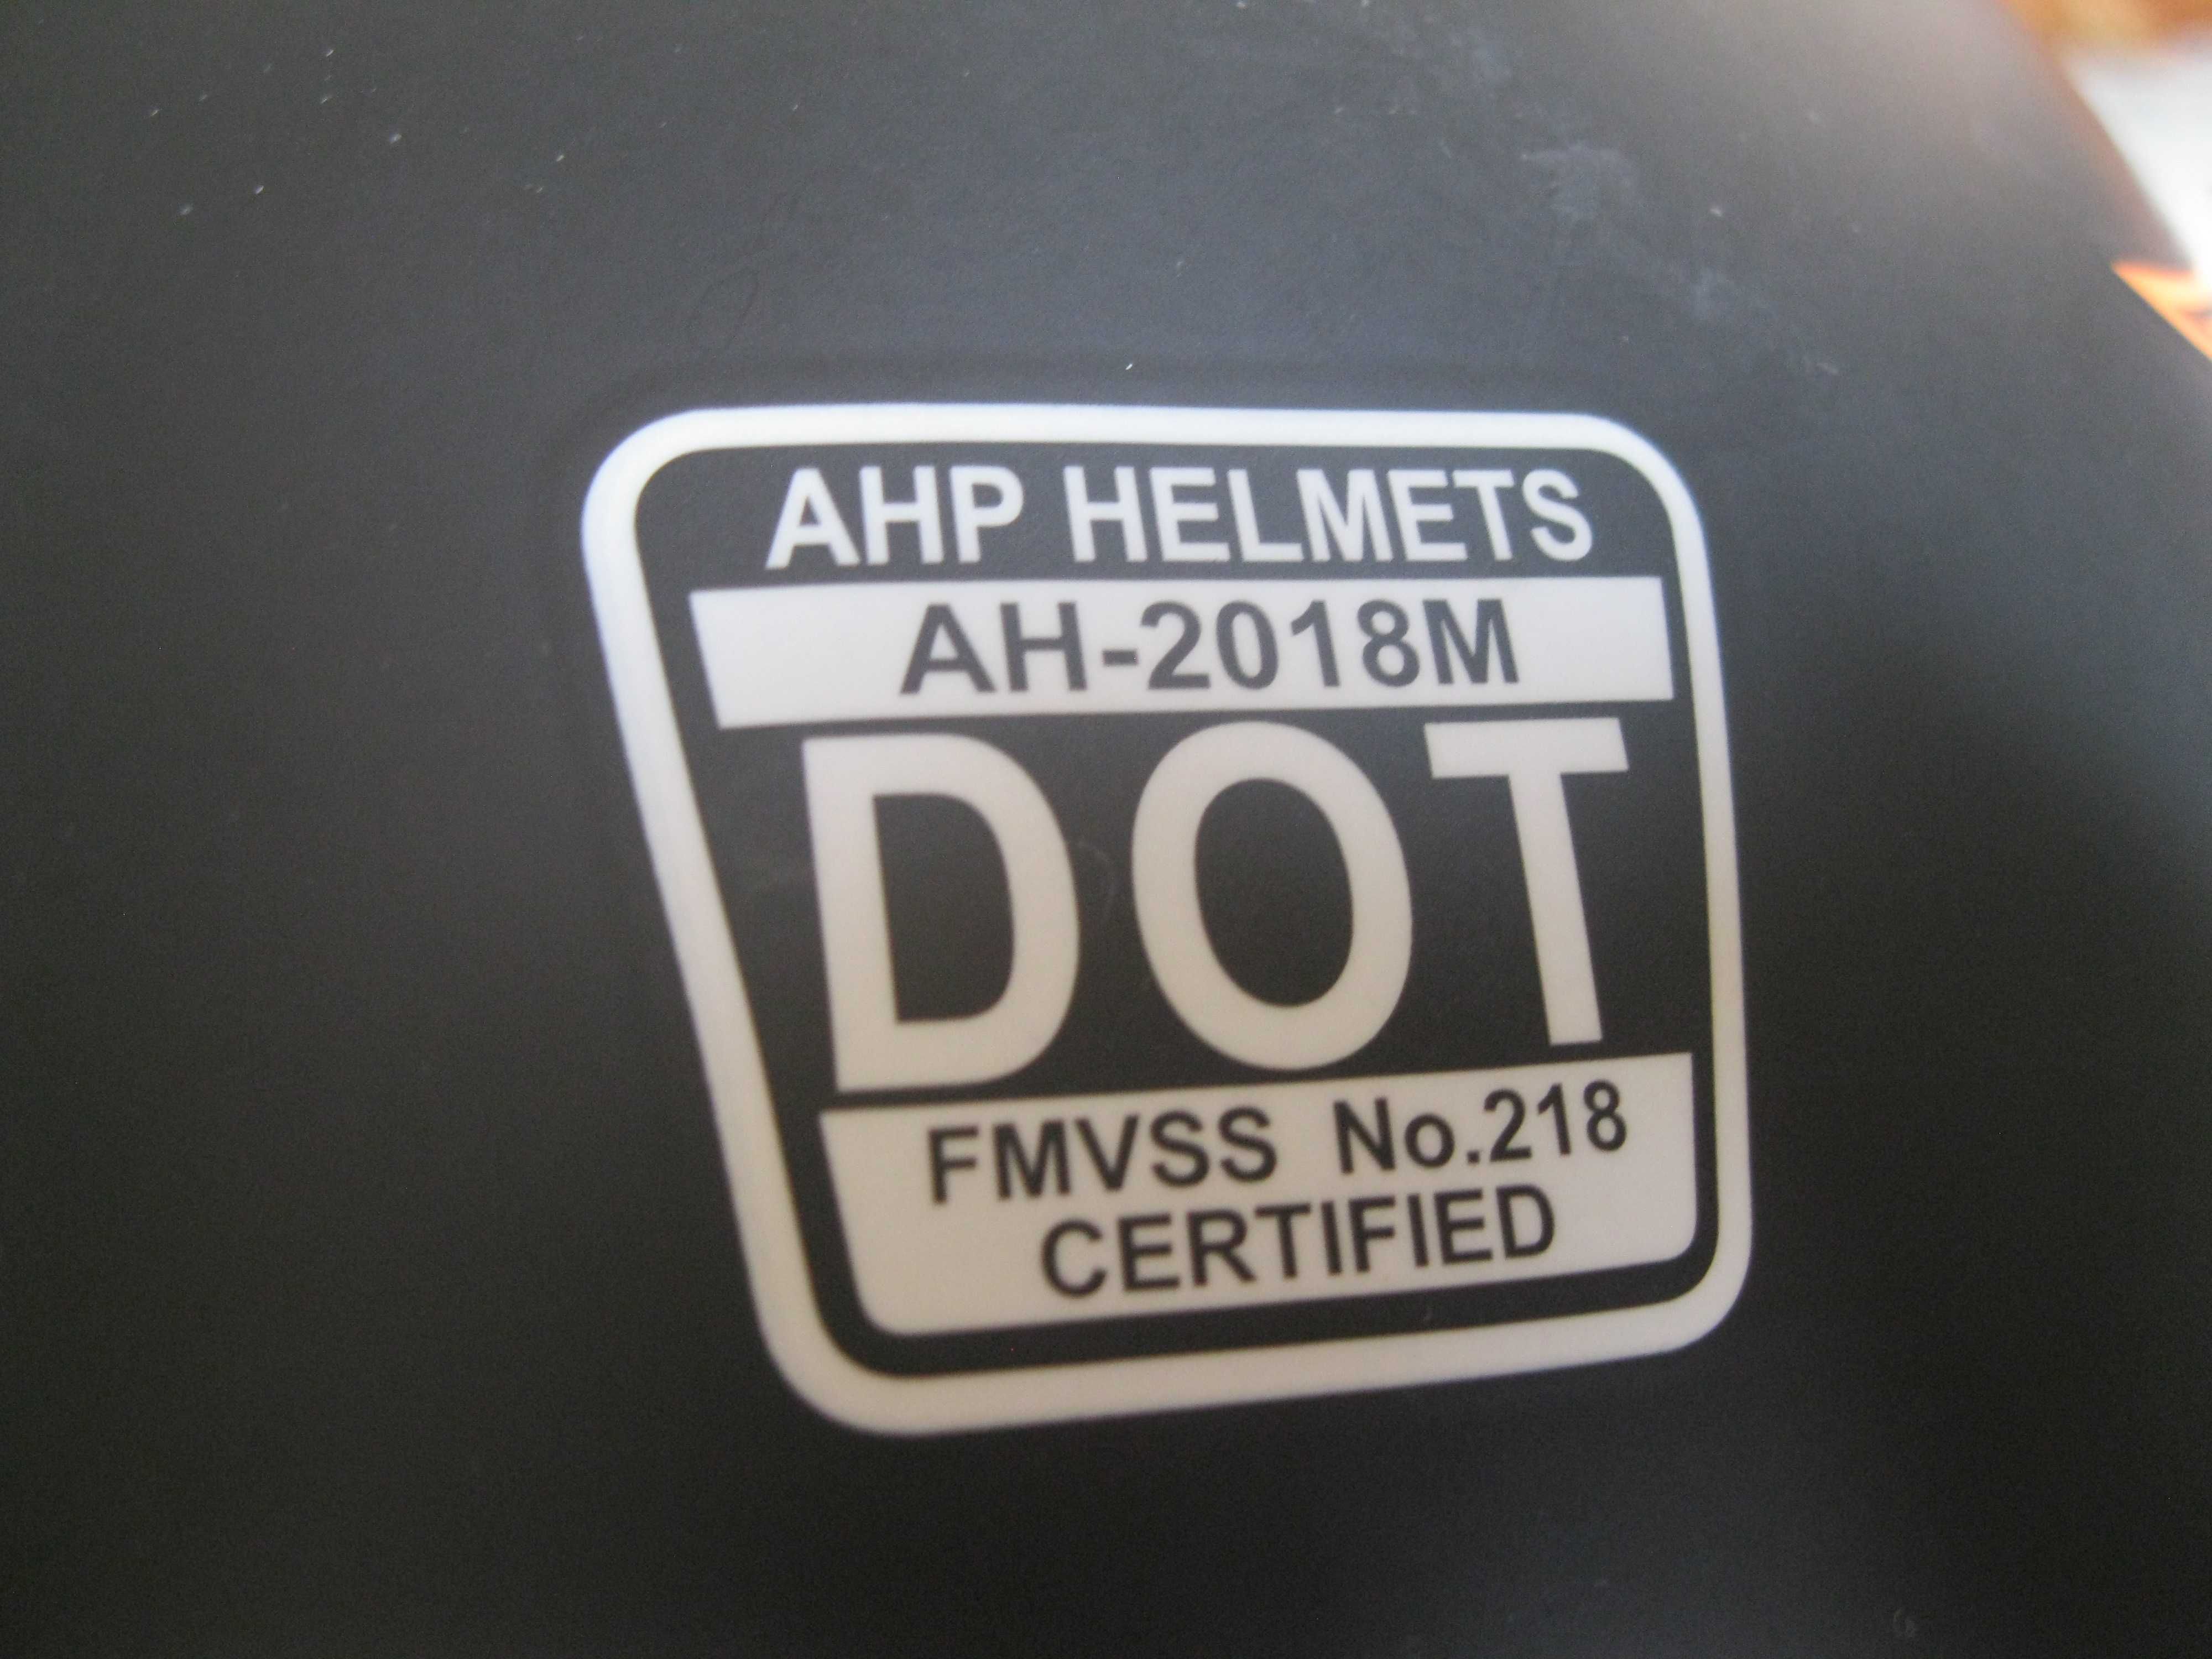 AHP HELMETS
AH-2018M
DOT
FMVSS No.218
CERTIFIED